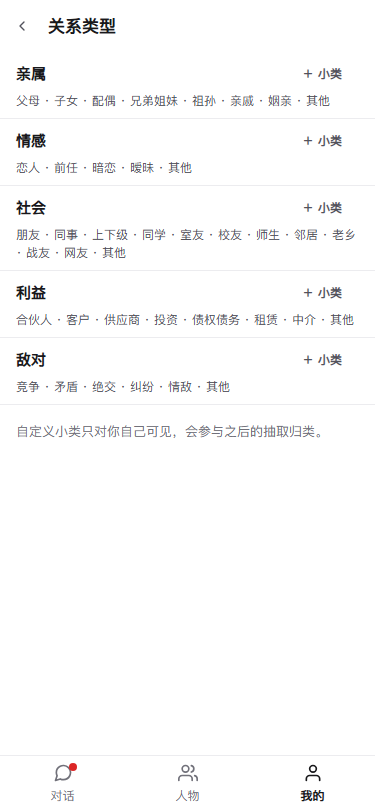 关系类型
亲属 + 小类
父母 · 子女 · 配偶 · 兄弟姐妹 · 祖孙 · 亲戚 · 姻亲 · 其他
情感 + 小类
恋人 · 前任 · 暗恋 · 暧昧 · 其他
社会 + 小类
朋友 · 同事 · 上下级 · 同学 · 室友 · 校友 · 师生 · 邻居 · 老乡
· 战友 · 网友 · 其他
利益 + 小类
合伙人 · 客户 · 供应商 · 投资 · 债权债务 · 租赁 · 中介 · 其他
敌对 + 小类
竞争 · 矛盾 · 绝交 · 纠纷 · 情敌 · 其他
自定义小类只对你自己可见，会参与之后的抽取归类。
对话 人物 我的